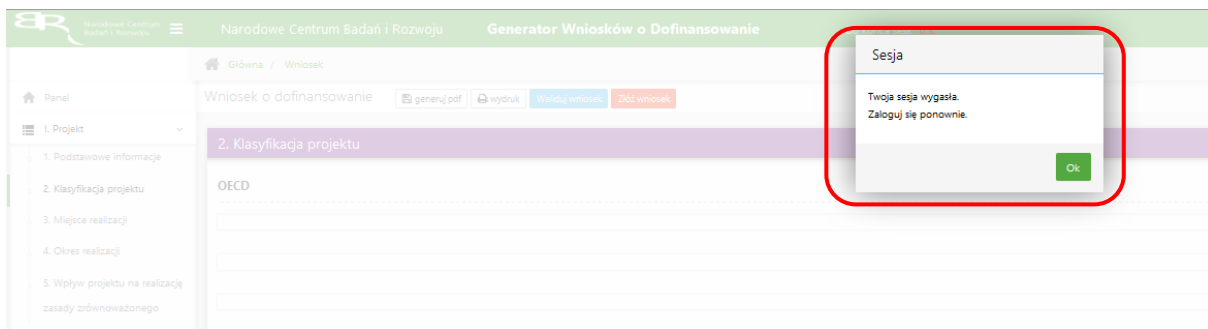 Narodowe Centrum
Badań i Rozwoju
Narodowe Centrum Badań i Rozwoju
Generator Wniosków o Dofinansowanie
Główna / Wniosek
Panel
Wniosek o dofinansowanie
generuj pdf
wydruk
Waliduj wniosek
Złóż wniosek
I. Projekt
1. Podstawowe informacje
2. Klasyfikacja projektu
3. Miejsce realizacji
4. Okres realizacji
5. Wpływ projektu na realizację
zasady zrównoważonego
2. Klasyfikacja projektu
OECD
Sesja
Twoja sesja wygasła.
Zaloguj się ponownie.
Ok